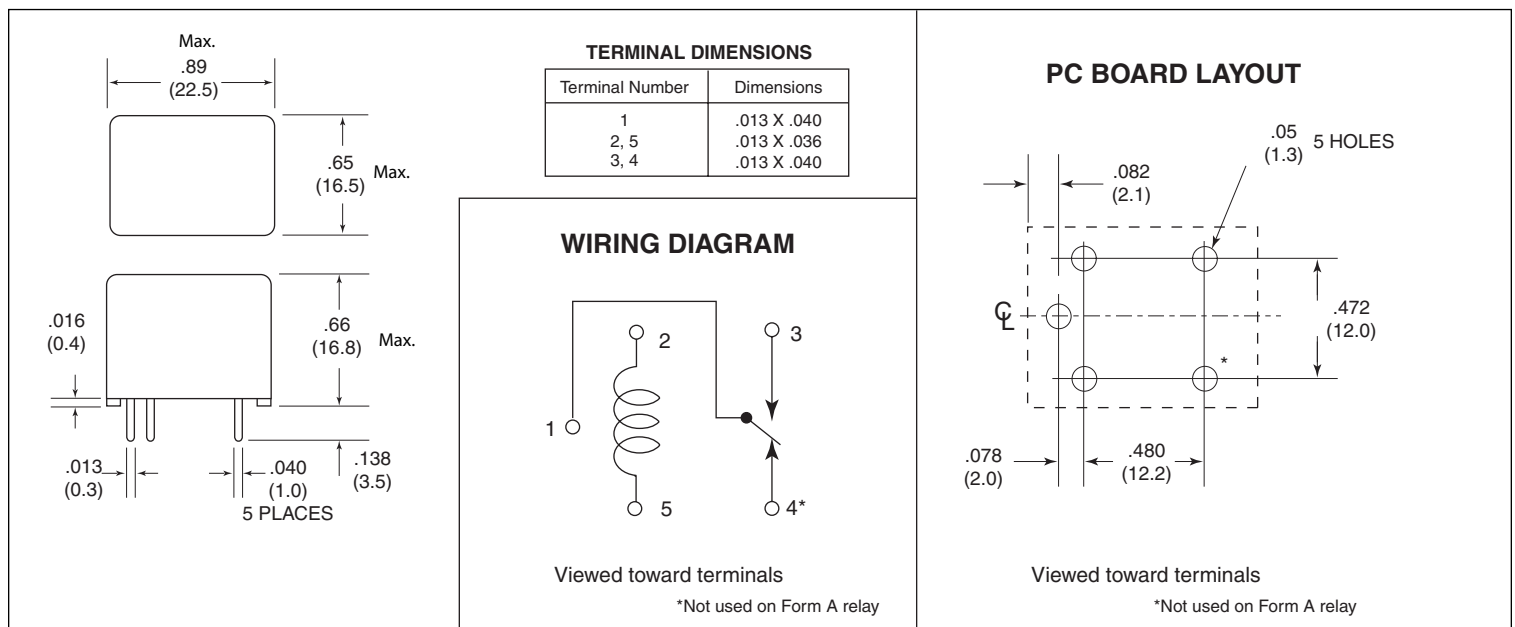 Max.
.89
(22.5)
.65
(16.5)
Max.
.016
(0.4)
.66
(16.8)
Max.
.013
(0.3)
.040
(1.0)
5 PLACES
.138
(3.5)
TERMINAL DIMENSIONS
Terminal Number Dimensions
1 .013 X .040
2, 5 .013 X .036
3, 4 .013 X .040
WIRING DIAGRAM
1
2
3
5
4*
Viewed toward terminals
*Not used on Form A relay
PC BOARD LAYOUT
.05
(1.3)
5 HOLES
.082
(2.1)
℄
.472
(12.0)
*
.078
(2.0)
.480
(12.2)
Viewed toward terminals
*Not used on Form A relay